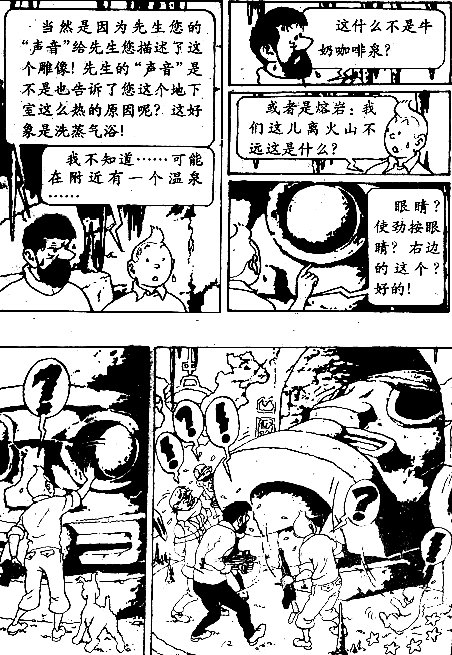 当然是因为先生您的
“声音”给先生您描述了这
个雕像！先生的“声音”是
不是也告诉了您这个地下
室这么热的原因呢？这好
象是洗蒸气浴！
我不知道……可能
在附近有一个温泉
……
这什么不是牛
奶咖啡泉？
或者是熔岩：我
们这儿离火山不
远这是什么？
眼睛？
使劲按眼
睛？右边
的这个？
好的！
?
!
?
!
?
!